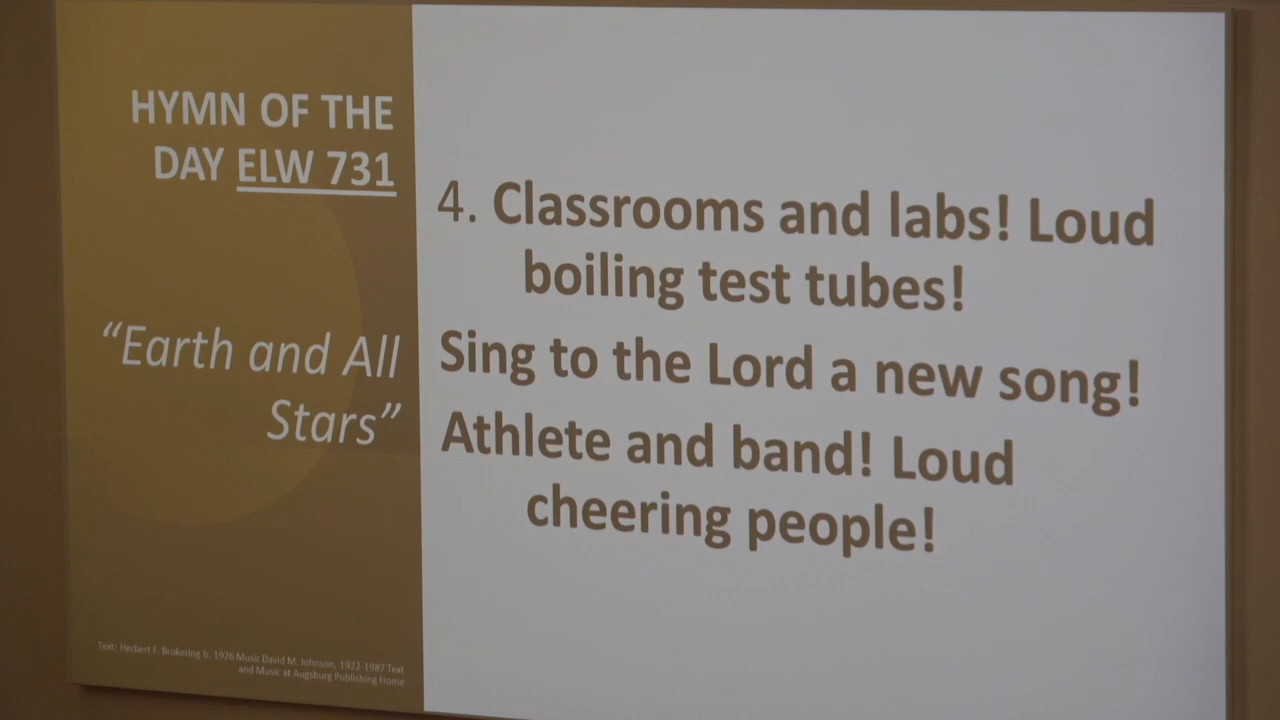 HYMN OF THE
DAY ELW 731
"Earth and All
Stars"
Text: Herbert F. Brokering b. 1926 Music David M. Johnson, 1922-1987 Text
and Music at Augsburg Publishing Home
4. Classrooms and labs! Loud
boiling test tubes!
Sing to the Lord a new song!
Athlete and band! Loud
cheering people!